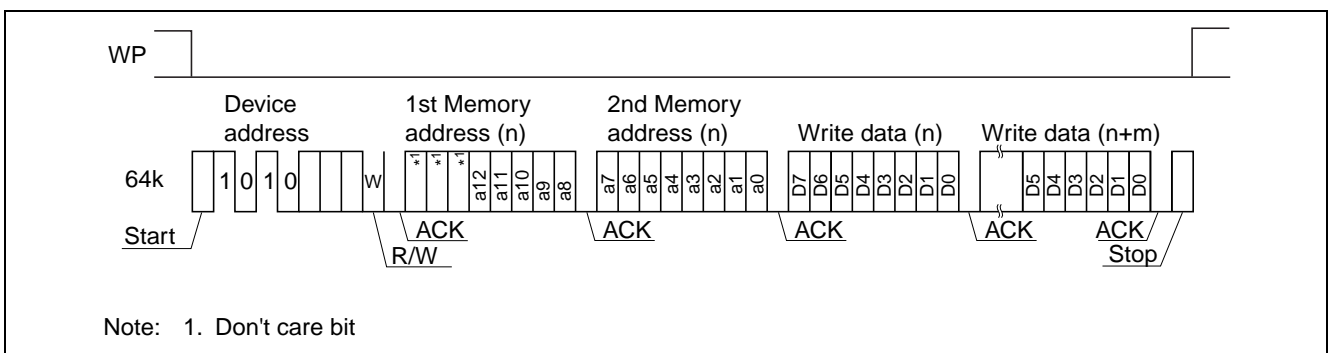 WP
Device address
1st Memory address (n)
2nd Memory address (n)
Write data (n)
Write data (n+m)
64k
1 0 1 0 W *1 *1 *1 a12 a11 a10 a9 a8 a7 a6 a5 a4 a3 a2 a1 a0 D7 D6 D5 D4 D3 D2 D1 D0 D5 D4 D3 D2 D1 D0
Start
ACK
ACK
ACK
ACK
ACK
R/W
Stop
Note: 1. Don't care bit